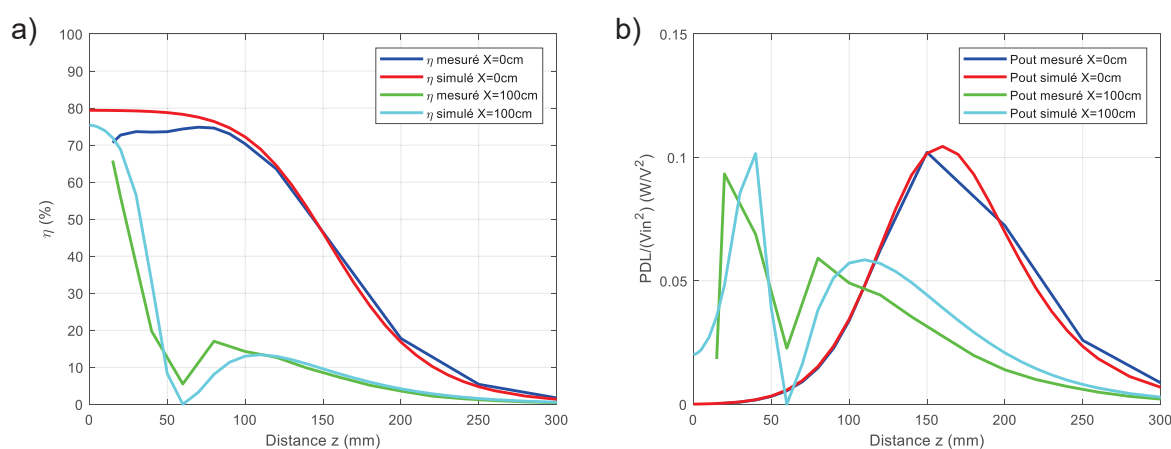 a)
100
90
80
70
60
50
40
30
20
10
0
η (%)
0 50 100 150 200 250 300
Distance z (mm)
η mesuré X=0cm
η simulé X=0cm
η mesuré X=100cm
η simulé X=100cm
b)
0.15
0.1
0.05
0
PDL/(Vin²) (W/V²)
0 50 100 150 200 250 300
Distance z (mm)
Pout mesuré X=0cm
Pout simulé X=0cm
Pout mesuré X=100cm
Pout simulé X=100cm